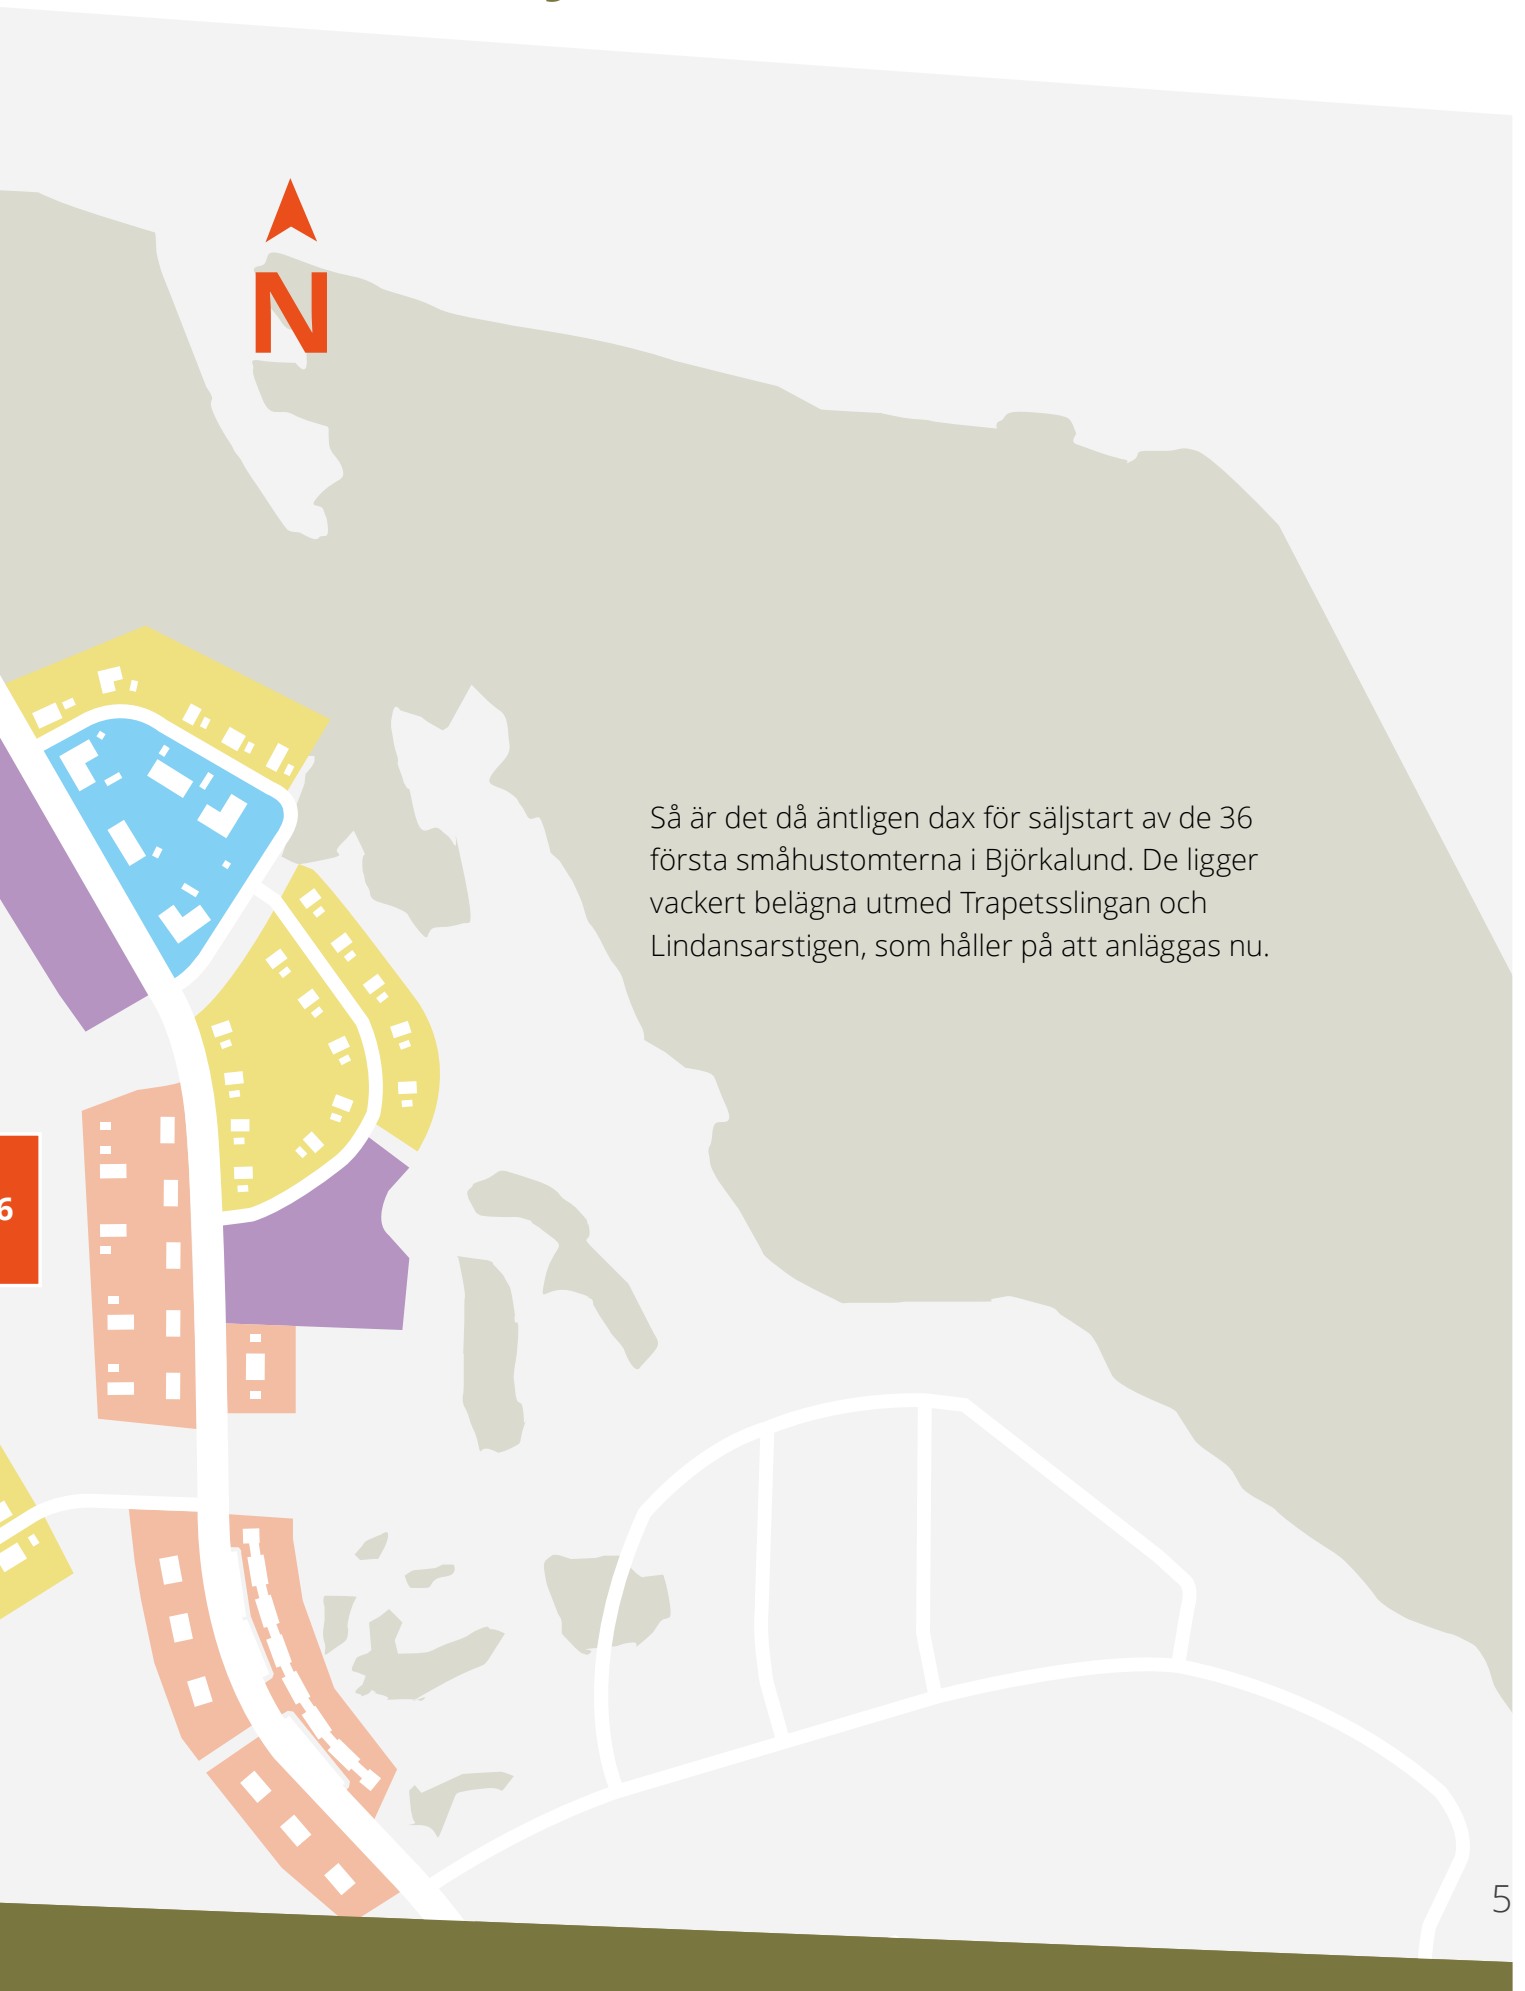 N
Så är det då äntligen dax för säljstart av de 36
första småhustomterna i Björkalund. De ligger
vackert belägna utmed Trapetsslingan och
Lindansarstigen, som håller på att anläggas nu.
6
5